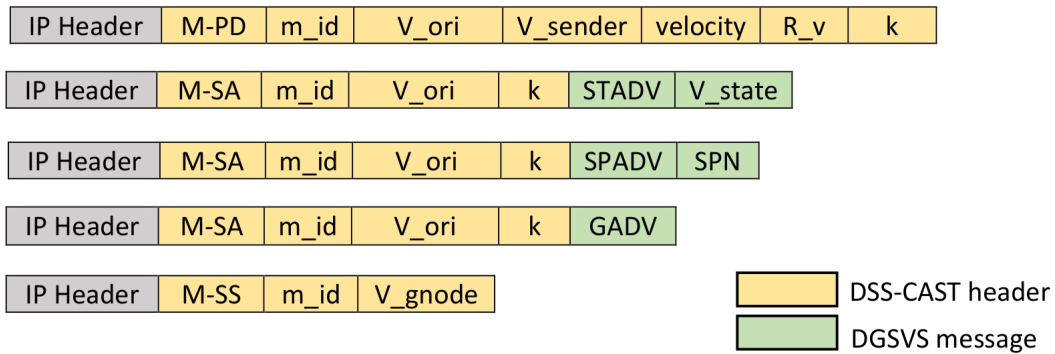 IP Header M-PD m_id V_ori V_sender velocity R_v k
IP Header M-SA m_id V_ori k STADV V_state
IP Header M-SA m_id V_ori k SPADV SPN
IP Header M-SA m_id V_ori k GADV
IP Header M-SS m_id V_gnode
DSS-CAST header
DGSVS message